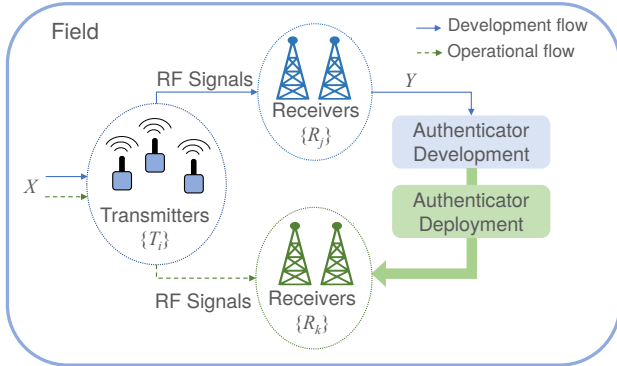 Field
Development flow
Operational flow
RF Signals
Receivers
{R_j}
Y
Authenticator
Development
X
Transmitters
{T_i}
Authenticator
Deployment
RF Signals
Receivers
{R_k}